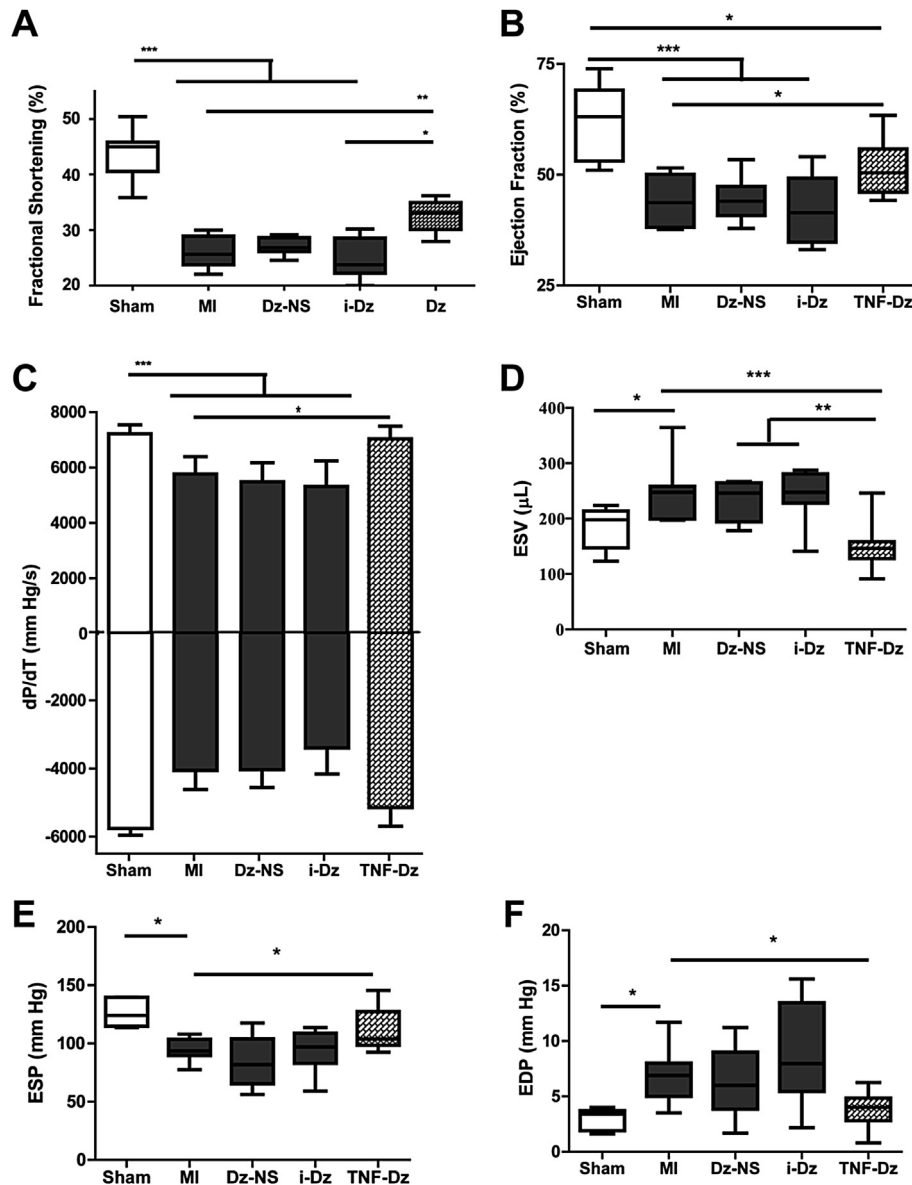 A
***
**
*
Fractional Shortening (%)
50
40
30
20
Sham MI Dz-NS i-Dz Dz
B
*
***
*
Ejection Fraction (%)
75
50
25
Sham MI Dz-NS i-Dz TNF-Dz
C
***
*
dP/dT (mm Hg/s)
8000
6000
4000
2000
0
-2000
-4000
-6000
Sham MI Dz-NS i-Dz TNF-Dz
D
***
*
**
ESV (µL)
400
300
200
100
0
Sham MI Dz-NS i-Dz TNF-Dz
E
*
*
ESP (mm Hg)
200
150
100
50
0
Sham MI Dz-NS i-Dz TNF-Dz
F
*
*
EDP (mm Hg)
20
15
10
5
0
Sham MI Dz-NS i-Dz TNF-Dz